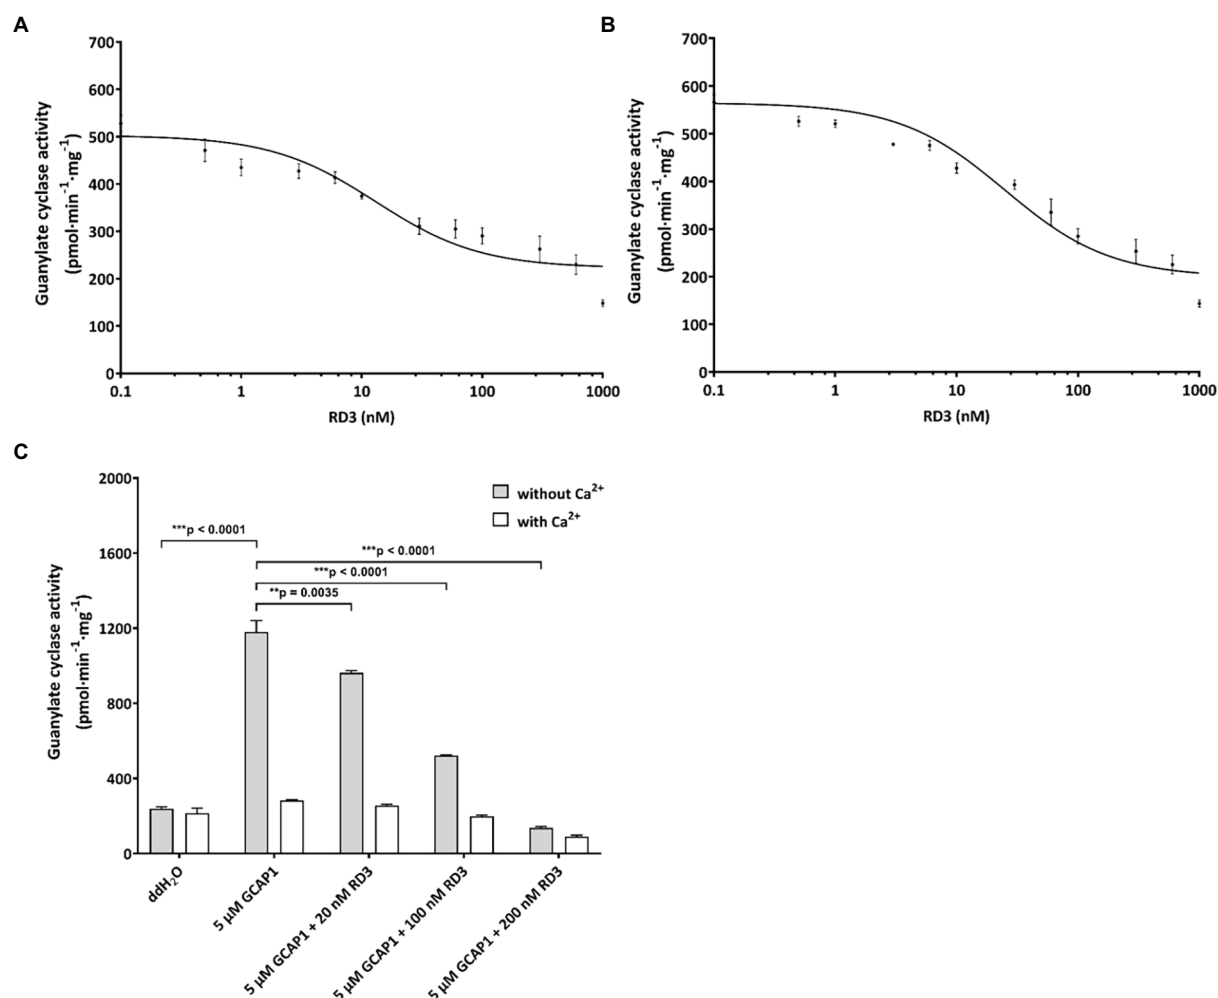 A
Guanylate cyclase activity
(pmol·min⁻¹·mg⁻¹)
700
600
500
400
300
200
100
0
0.1 1 10 100 1000
RD3 (nM)
B
Guanylate cyclase activity
(pmol·min⁻¹·mg⁻¹)
700
600
500
400
300
200
100
0
0.1 1 10 100 1000
RD3 (nM)
C
Guanylate cyclase activity
(pmol·min⁻¹·mg⁻¹)
2000
1600
1200
800
400
0
without Ca²⁺
with Ca²⁺
***p < 0.0001
***p < 0.0001
***p < 0.0001
**p = 0.0035
ddH₂O
5 µM GCAP1
5 µM GCAP1 + 20 nM RD3
5 µM GCAP1 + 100 nM RD3
5 µM GCAP1 + 200 nM RD3